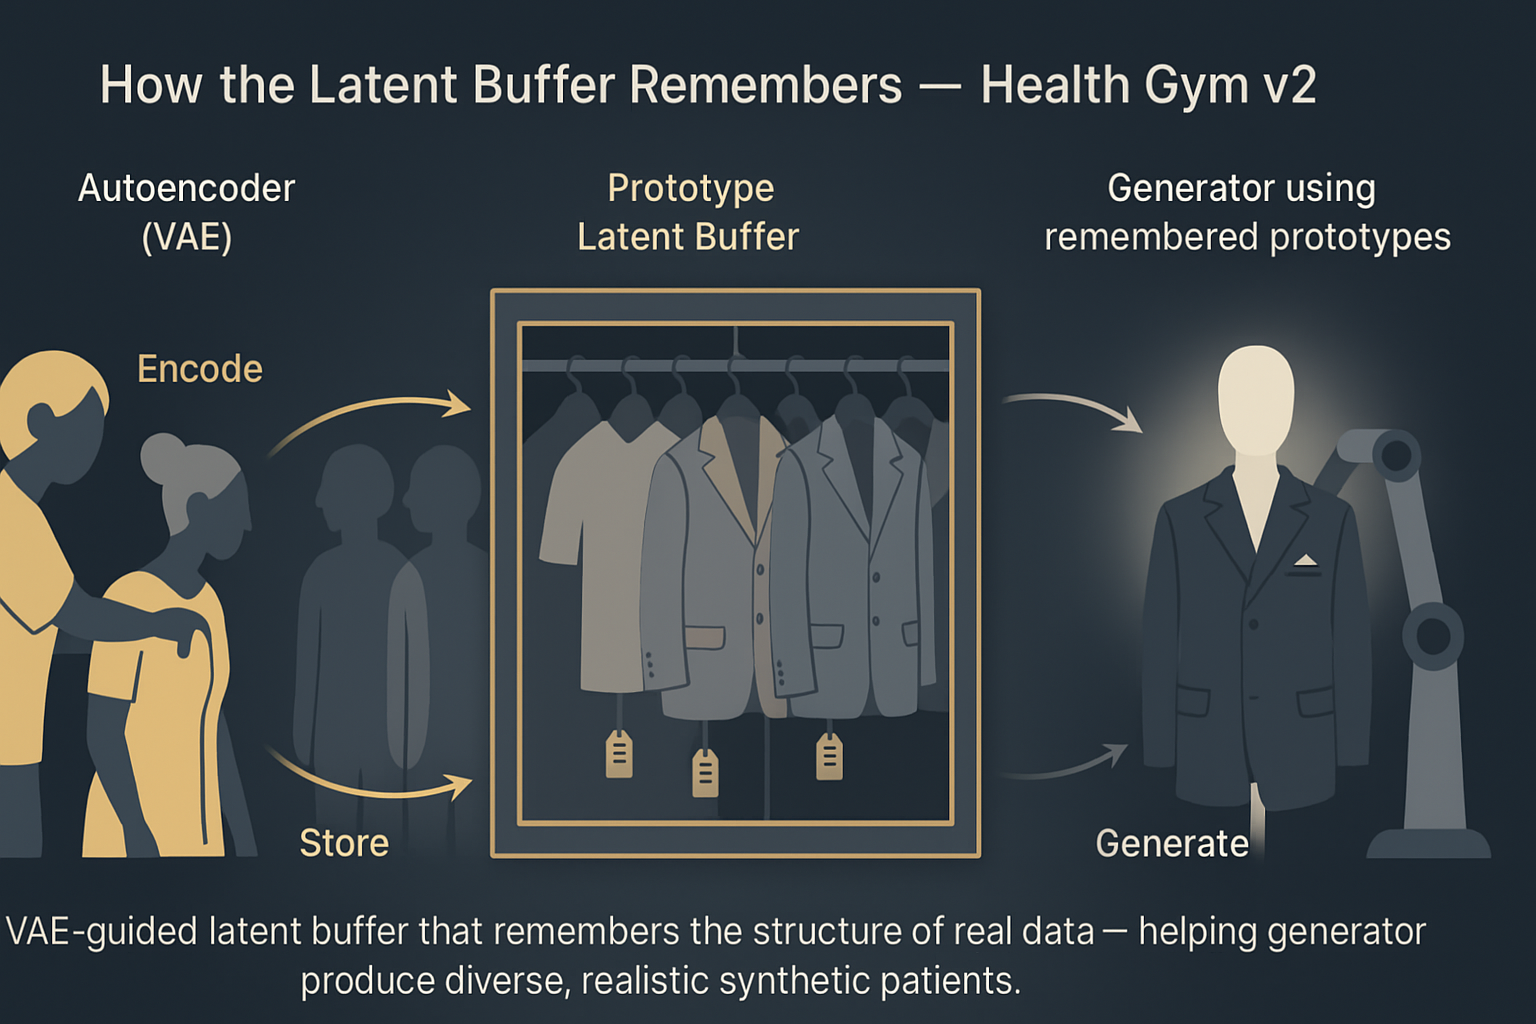 How the Latent Buffer Remembers — Health Gym v2
Autoencoder
(VAE)
Prototype
Latent Buffer
Generator using
remembered prototypes
Encode
Store
Generate
VAE-guided latent buffer that remembers the structure of real data — helping generator
produce diverse, realistic synthetic patients.